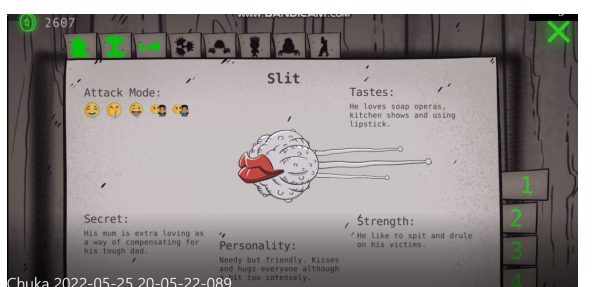 www.BANDICAM.com
2607
Slit
Attack Mode:
Tastes:
He loves soap operas,
kitchen shows and using
lipstick.
1
2
3
4
Secret:
His mum is extra loving as
a way of compensating for
his tough dad.
Personality:
Needy but friendly. Kisses
and hugs everyone although
a bit too intensely.
Strength:
He like to spit and drule
on his victims.
Chuka 2022-05-25 20-05-22-089